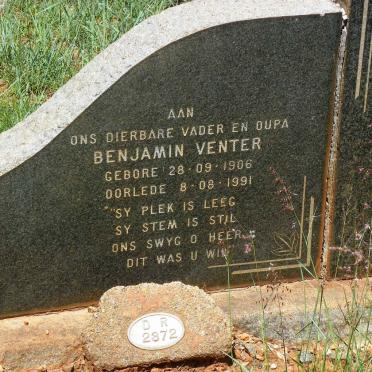 AAN
ONS DIERBARE VADER EN OUPA
BENJAMIN VENTER
GEBORE 28·09·1906
OORLEDE 8·08·1991
"SY PLEK IS LEEG
SY STEM IS STIL
ONS SWYG O HEER
DIT WAS U WIL
D R
2372